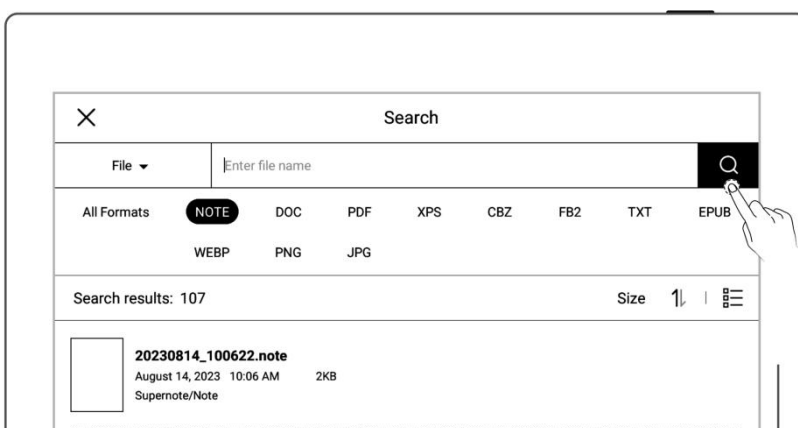 Search
File Enter file name
All Formats NOTE DOC PDF XPS CBZ FB2 TXT EPUB
WEBP PNG JPG
Search results: 107 Size
20230814_100622.note
August 14, 2023 10:06 AM 2KB
Supernote/Note